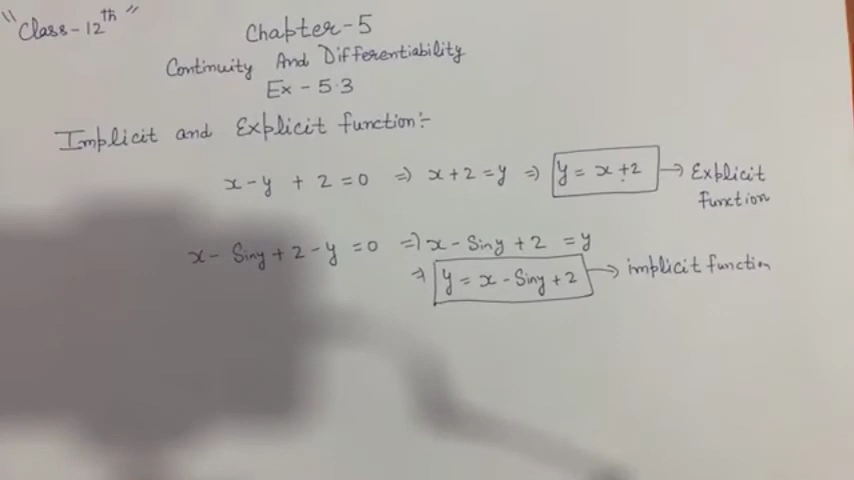 "Class-12th"
Chapter-5
Continuity And Differentiability
Ex-5.3
Implicit and Explicit function:-
x-y+2=0 => x+2=y => y=x+2 → Explicit function
x-Siny+2-y=0 => x-Siny+2=y
=> y=x-Siny+2 → implicit function